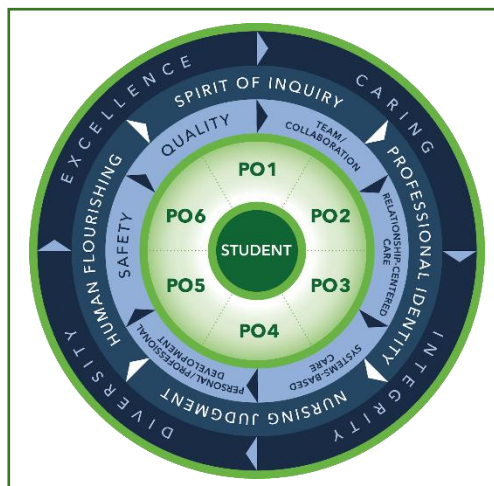 EXCELLENCE
CARING
INTEGRITY
DIVERSITY
SPIRIT OF INQUIRY
PROFESSIONAL IDENTITY
NURSING JUDGMENT
HUMAN FLOURISHING
QUALITY
TEAM/
COLLABORATION
RELATIONSHIP-CENTERED
CARE
SYSTEMS-BASED
CARE
PERSONAL/PROFESSIONAL
DEVELOPMENT
SAFETY
PO1
PO2
PO3
PO4
PO5
PO6
STUDENT